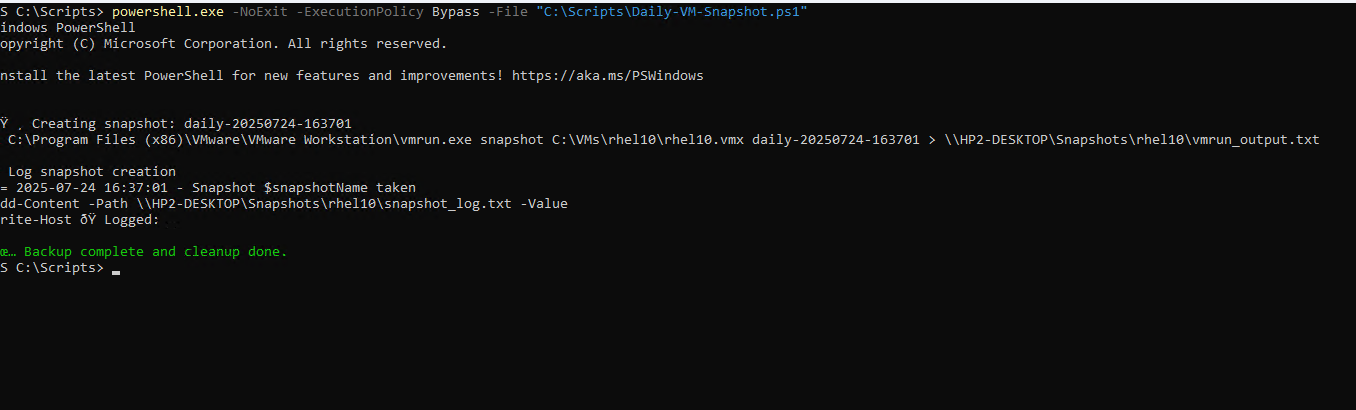 S C:\Scripts> powershell.exe -NoExit -ExecutionPolicy Bypass -File "C:\Scripts\Daily-VM-Snapshot.ps1"
indows PowerShell
opyright (C) Microsoft Corporation. All rights reserved.
nstall the latest PowerShell for new features and improvements! https://aka.ms/PSWindows
Ÿ ¸ Creating snapshot: daily-20250724-163701
C:\Program Files (x86)\VMware\VMware Workstation\vmrun.exe snapshot C:\VMs\rhel10\rhel10.vmx daily-20250724-163701 > \\HP2-DESKTOP\Snapshots\rhel10\vmrun_output.txt
Log snapshot creation
= 2025-07-24 16:37:01 - Snapshot $snapshotName taken
dd-Content -Path \\HP2-DESKTOP\Snapshots\rhel10\snapshot_log.txt -Value
rite-Host ðŸ Logged:
œ… Backup complete and cleanup done.
S C:\Scripts>